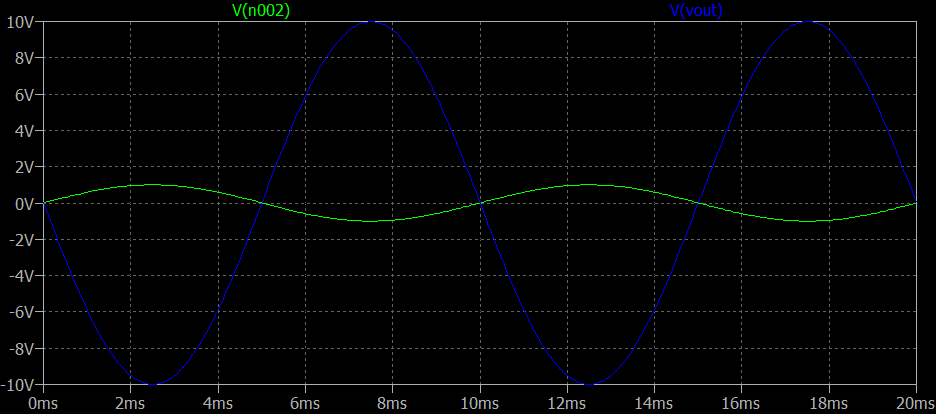 V(n002) V(vout)
10V
8V
6V
4V
2V
0V
-2V
-4V
-6V
-8V
-10V
0ms 2ms 4ms 6ms 8ms 10ms 12ms 14ms 16ms 18ms 20ms